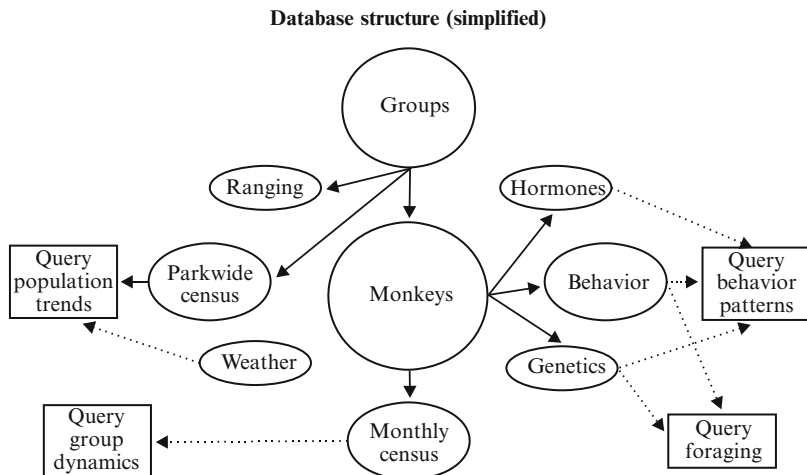 Database structure (simplified)
Groups
Ranging
Hormones
Query
population
trends
Parkwide
census
Monkeys
Behavior
Query
behavior
patterns
Weather
Genetics
Query
group
dynamics
Monthly
census
Query
foraging